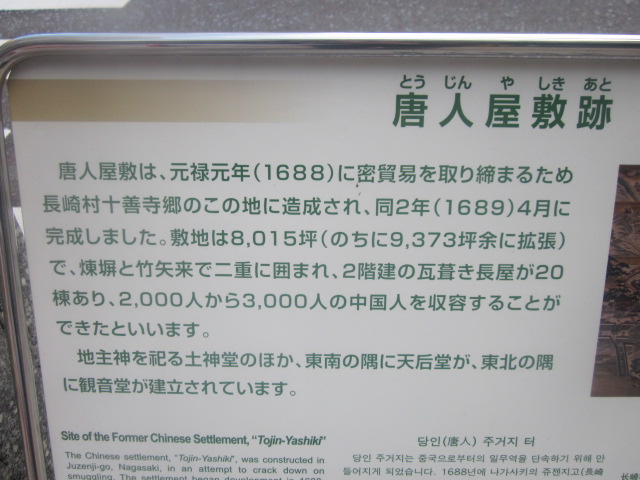 とうじんやしきあと
唐人屋敷跡
唐人屋敷は、元禄元年(1688)に密貿易を取り締まるため
長崎村十善寺郷のこの地に造成され、同2年(1689)4月に
完成しました。敷地は8,015坪(のちに9,373坪余に拡張)
で、煉塀と竹矢来で二重に囲まれ、2階建の瓦葺き長屋が20
棟あり、2,000人から3,000人の中国人を収容することが
できたといいます。
地主神を祀る土神堂のほか、東南の隅に天后堂が、東北の隅
に観音堂が建立されています。
Site of the Former Chinese Settlement, "Tojin-Yashiki"
The Chinese settlement, "Tojin-Yashiki", was constructed in
Juzenji-go, Nagasaki, in an attempt to crack down on
smuggling. The settlement began development in 1688
당인(唐人) 주거지 터
당인 주거지는 중국으로부터의 밀무역을 단속하기 위해 만
들어지게 되었습니다. 1688년에 나가사키의 쥬젠지고(長崎
长崎